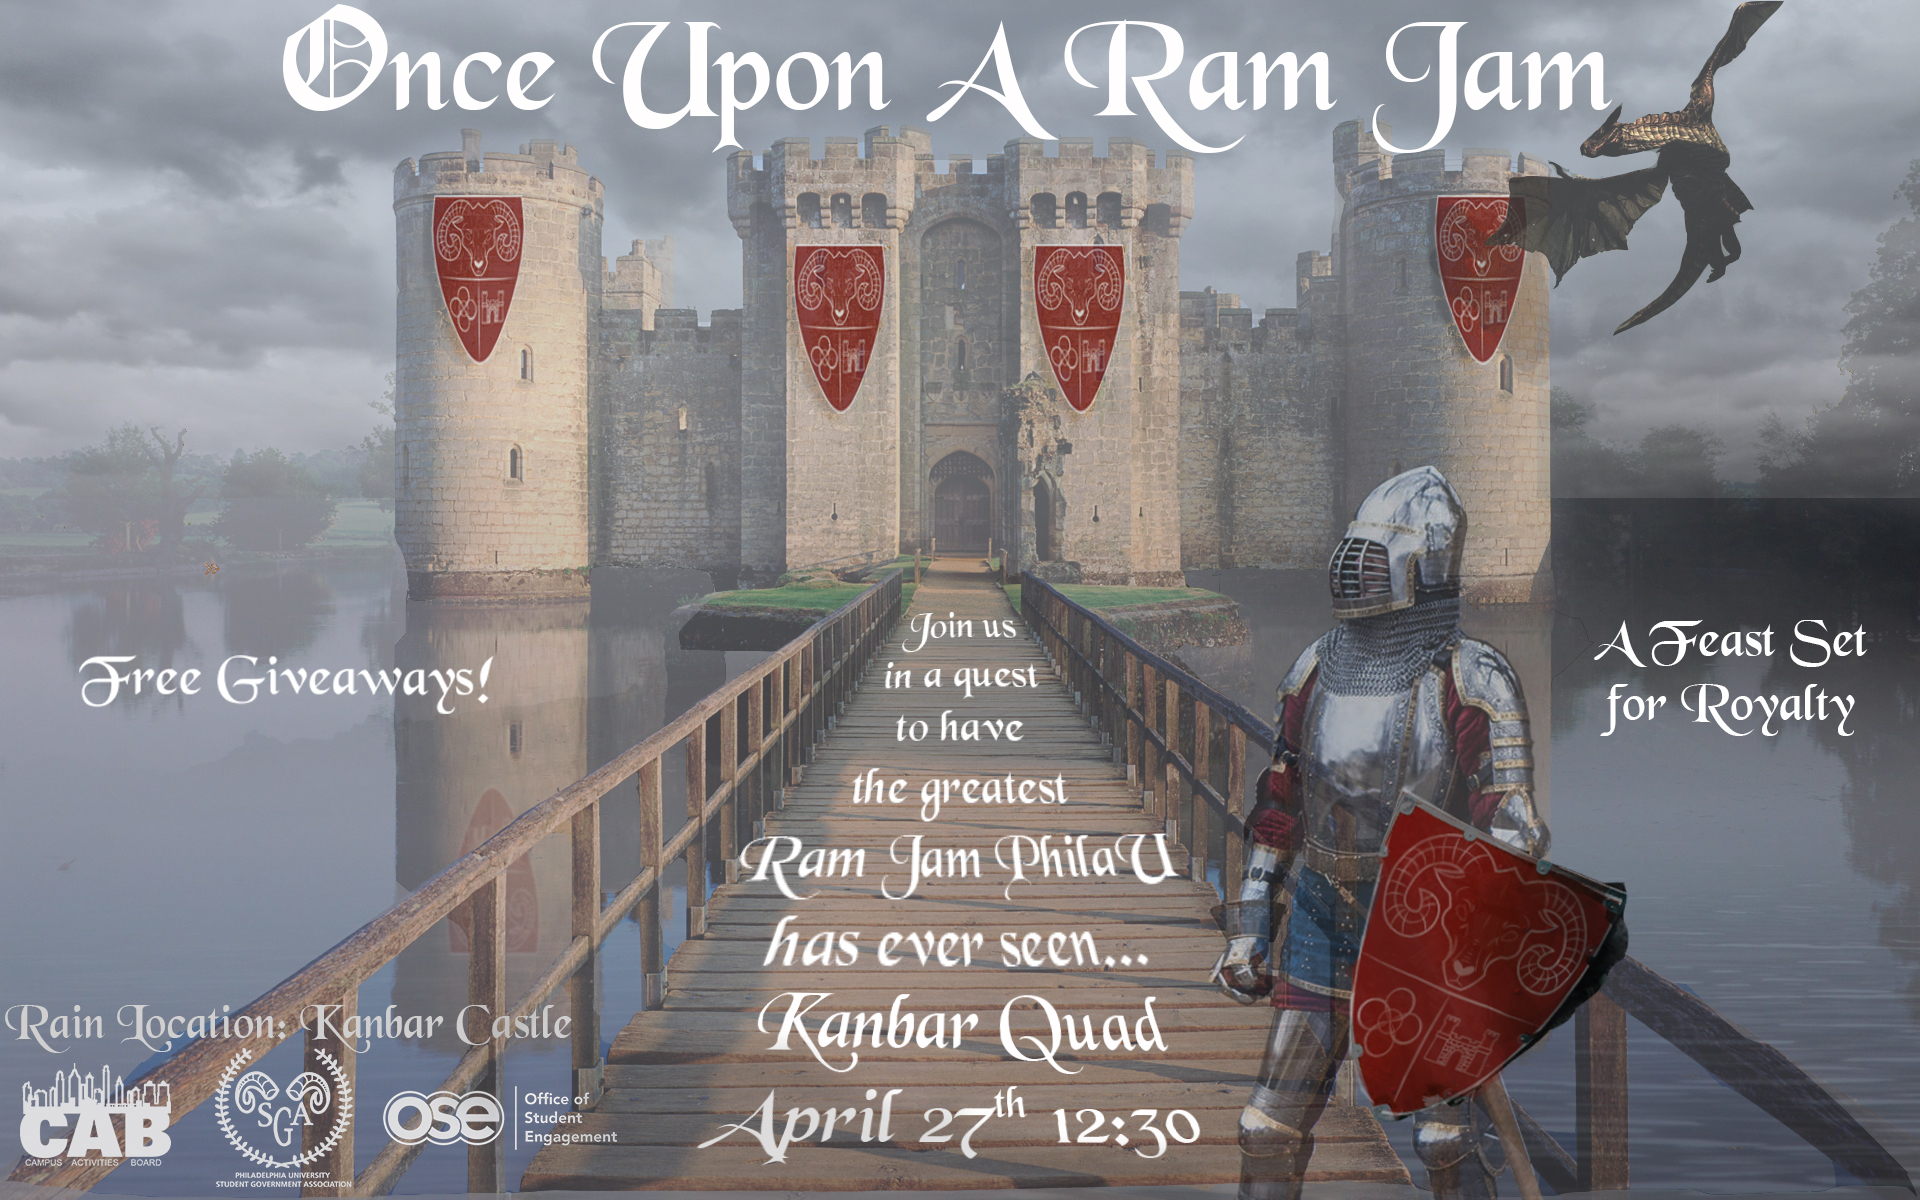 Once Upon A Ram Jam
Free Giveaways!
A Feast Set
for Royalty
Join us
in a quest
to have
the greatest
Ram Jam PhilaU
has ever seen...
Kanbar Quad
April 27th 12:30
Rain Location: Kanbar Castle
CAB
CAMPUS ACTIVITIES BOARD
SGA
PHILADELPHIA UNIVERSITY
STUDENT GOVERNMENT ASSOCIATION
ose
Office of
Student
Engagement